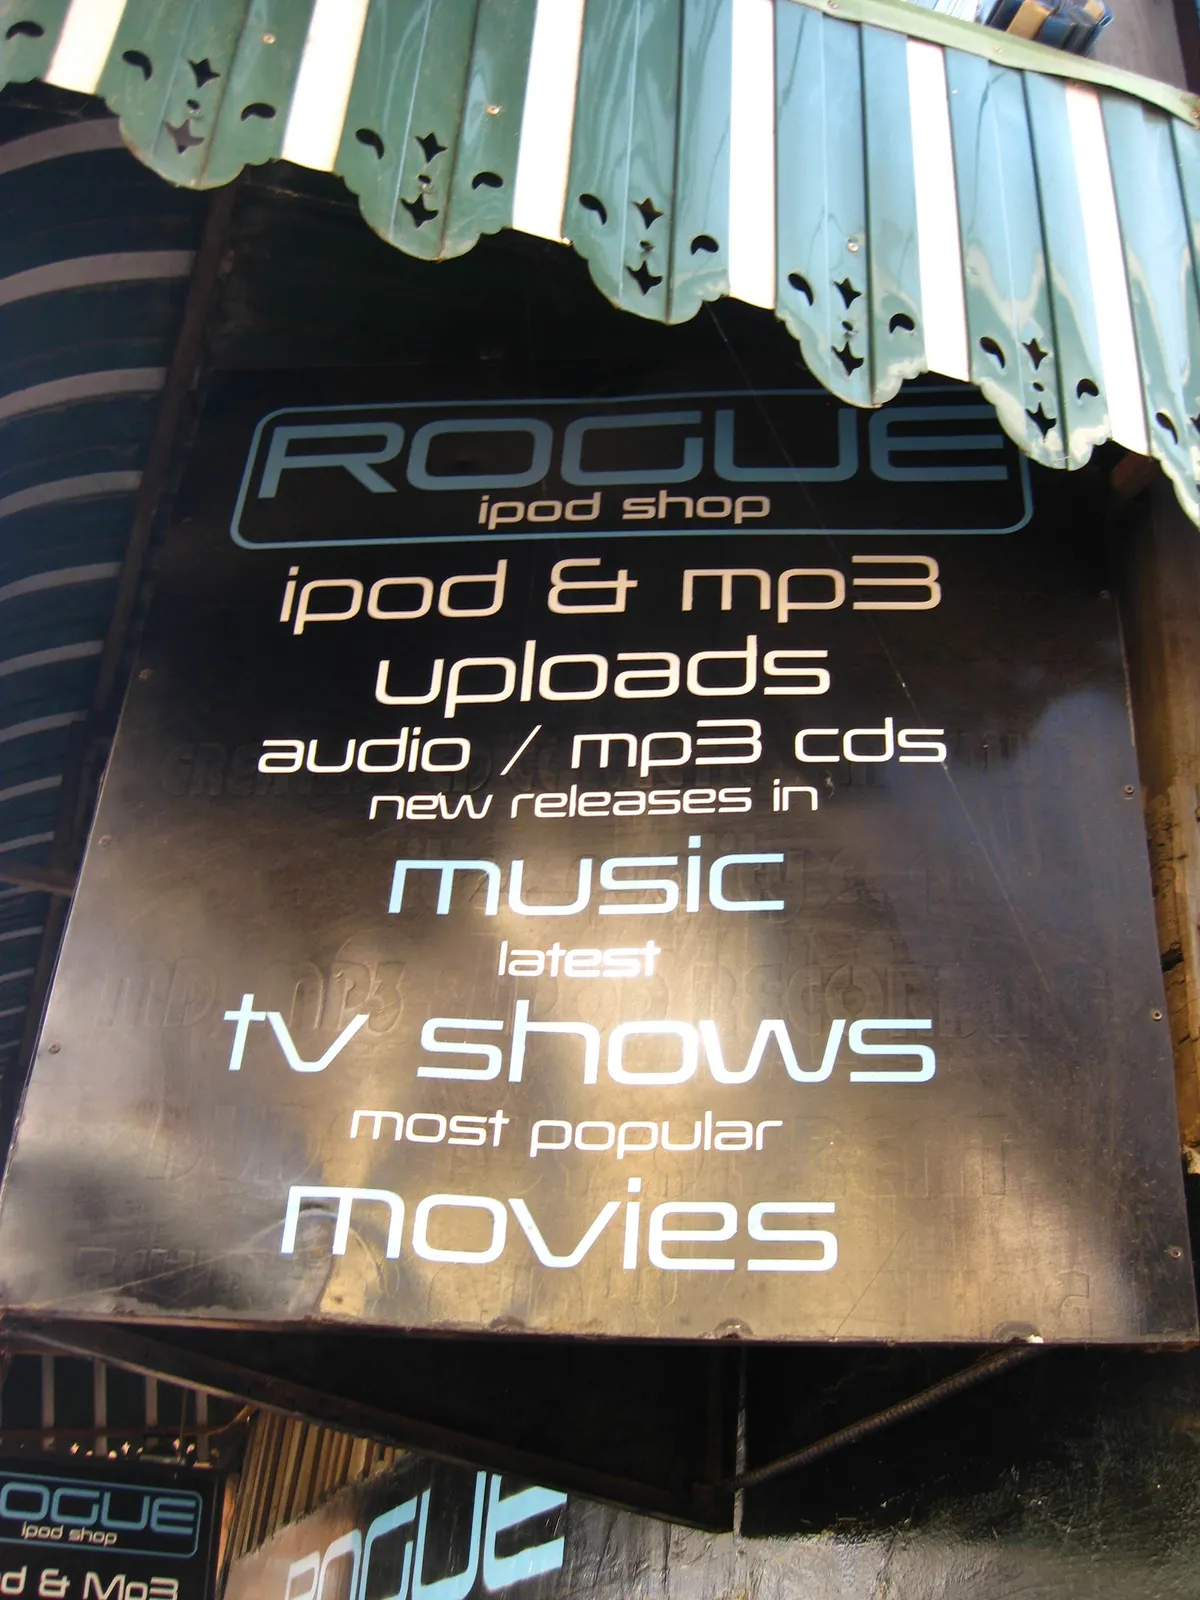 ROGUE
ipod shop
ipod & mp3
uploads
audio / mp3 cds
new releases in
music
latest
tv shows
most popular
movies
OGUE
ipod shop
d & Mp3
ROGUE